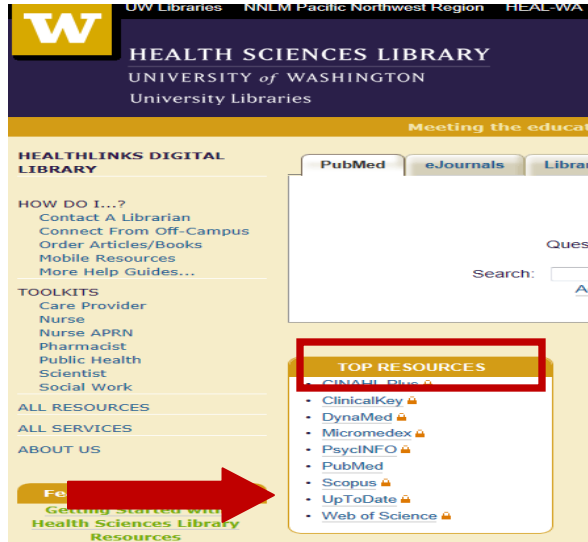 UW Libraries NNLM Pacific Northwest Region HEAL-WA
W
HEALTH SCIENCES LIBRARY
UNIVERSITY of WASHINGTON
University Libraries
Meeting the educat
HEALTHLINKS DIGITAL
LIBRARY
HOW DO I...?
Contact A Librarian
Connect From Off-Campus
Order Articles/Books
Mobile Resources
More Help Guides...
TOOLKITS
Care Provider
Nurse
Nurse APRN
Pharmacist
Public Health
Scientist
Social Work
ALL RESOURCES
ALL SERVICES
ABOUT US
Fe
Getting Started with
Health Sciences Library
Resources
PubMed eJournals Librar
Ques
Search:
A
TOP RESOURCES
• CINAHL Plus
• ClinicalKey
• DynaMed
• Micromedex
• PsycINFO
• PubMed
• Scopus
• UpToDate
• Web of Science